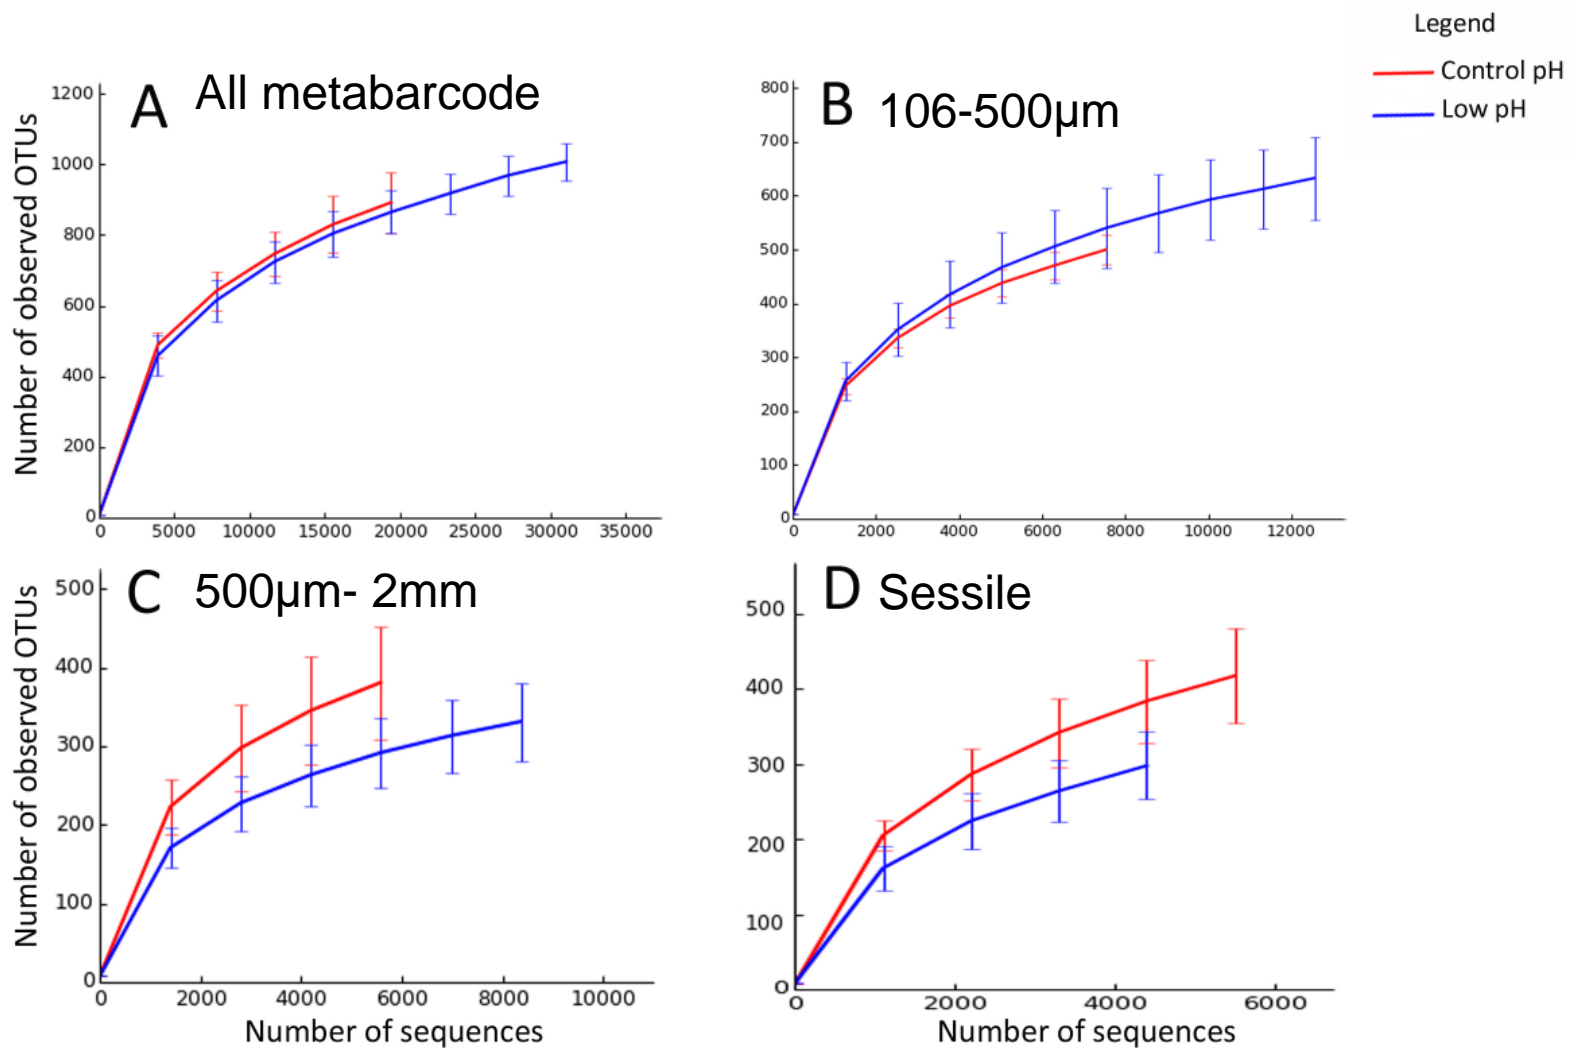 Legend
Control pH
Low pH
A All metabarcode
Number of observed OTUs
1200
1000
800
600
400
200
0
0 5000 10000 15000 20000 25000 30000 35000
B 106-500µm
800
700
600
500
400
300
200
100
0
0 2000 4000 6000 8000 10000 12000
C 500µm- 2mm
Number of observed OTUs
500
400
300
200
100
0
0 2000 4000 6000 8000 10000
Number of sequences
D Sessile
500
400
300
200
100
0
0 2000 4000 6000
Number of sequences